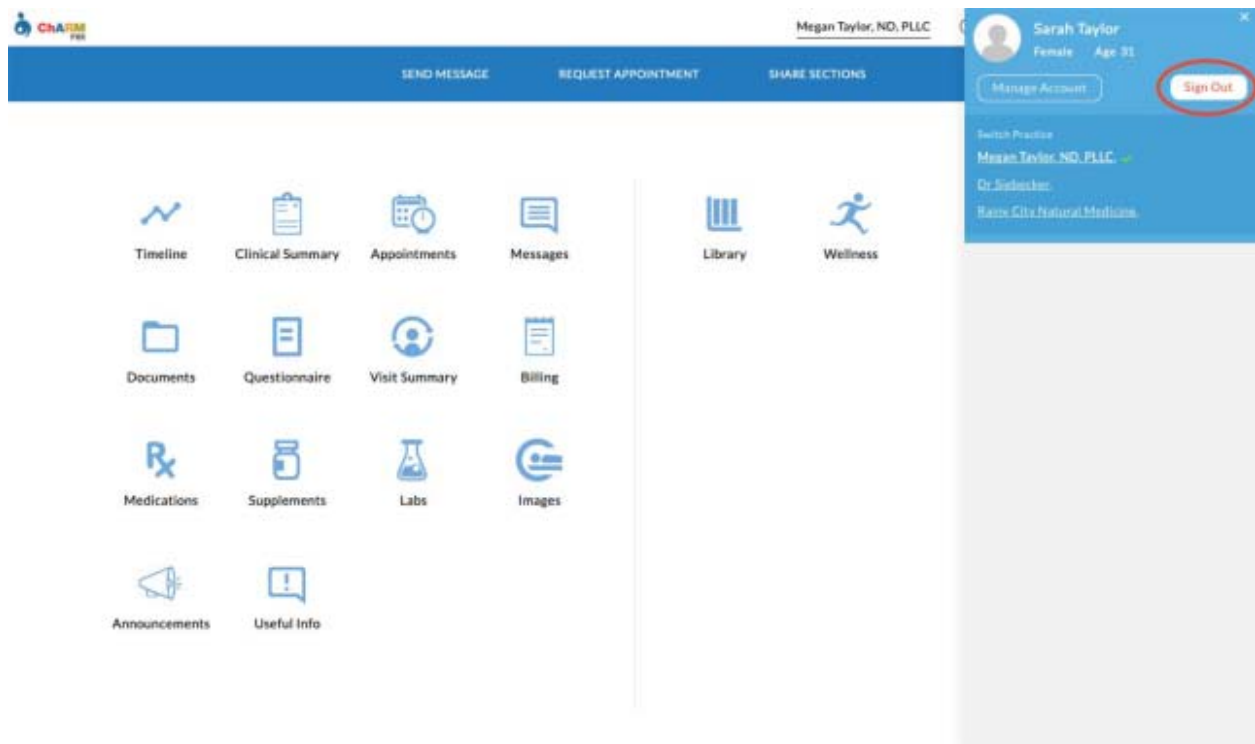 ChARM
PHR
Megan Taylor, ND, PLLC
SEND MESSAGE
REQUEST APPOINTMENT
SHARE SECTIONS
×
Sarah Taylor
Female Age 31
Manage Account
Sign Out
Switch Practice
Megan Taylor, ND, PLLC.
Dr Siebecker.
City Natural Medicine.
Timeline
Clinical Summary
Appointments
Messages
Library
Wellness
Documents
Questionnaire
Visit Summary
Billing
Rx
Medications
Supplements
Labs
Images
Announcements
Useful Info